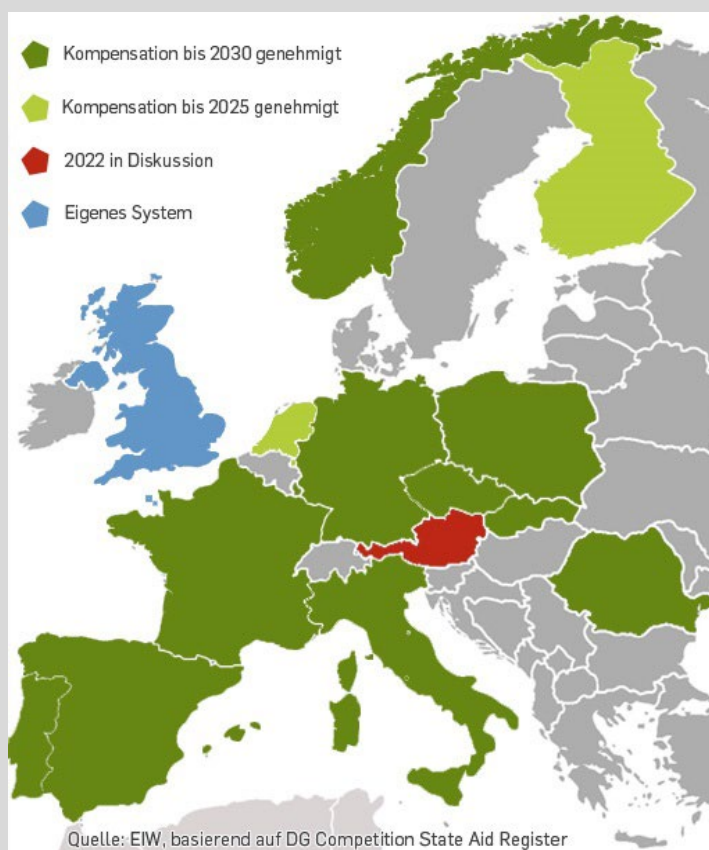 Kompensation bis 2030 genehmigt
Kompensation bis 2025 genehmigt
2022 in Diskussion
Eigenes System
Quelle: EIW, basierend auf DG Competition State Aid Register